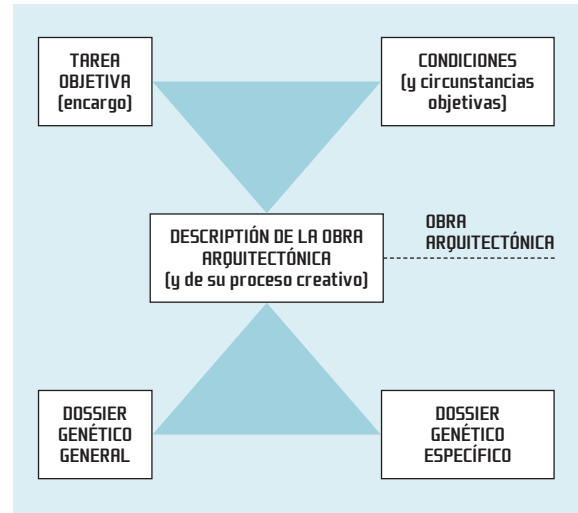 TAREA
OBJETIVA
(encargo)
CONDICIONES
(y circunstancias
objetivas)
DESCRIPTIÓN DE LA OBRA
ARQUITECTÓNICA
(y de su proceso creativo)
OBRA
ARQUITECTÓNICA
DOSSIER
GENÉTICO
GENERAL
DOSSIER
GENÉTICO
ESPECÍFICO